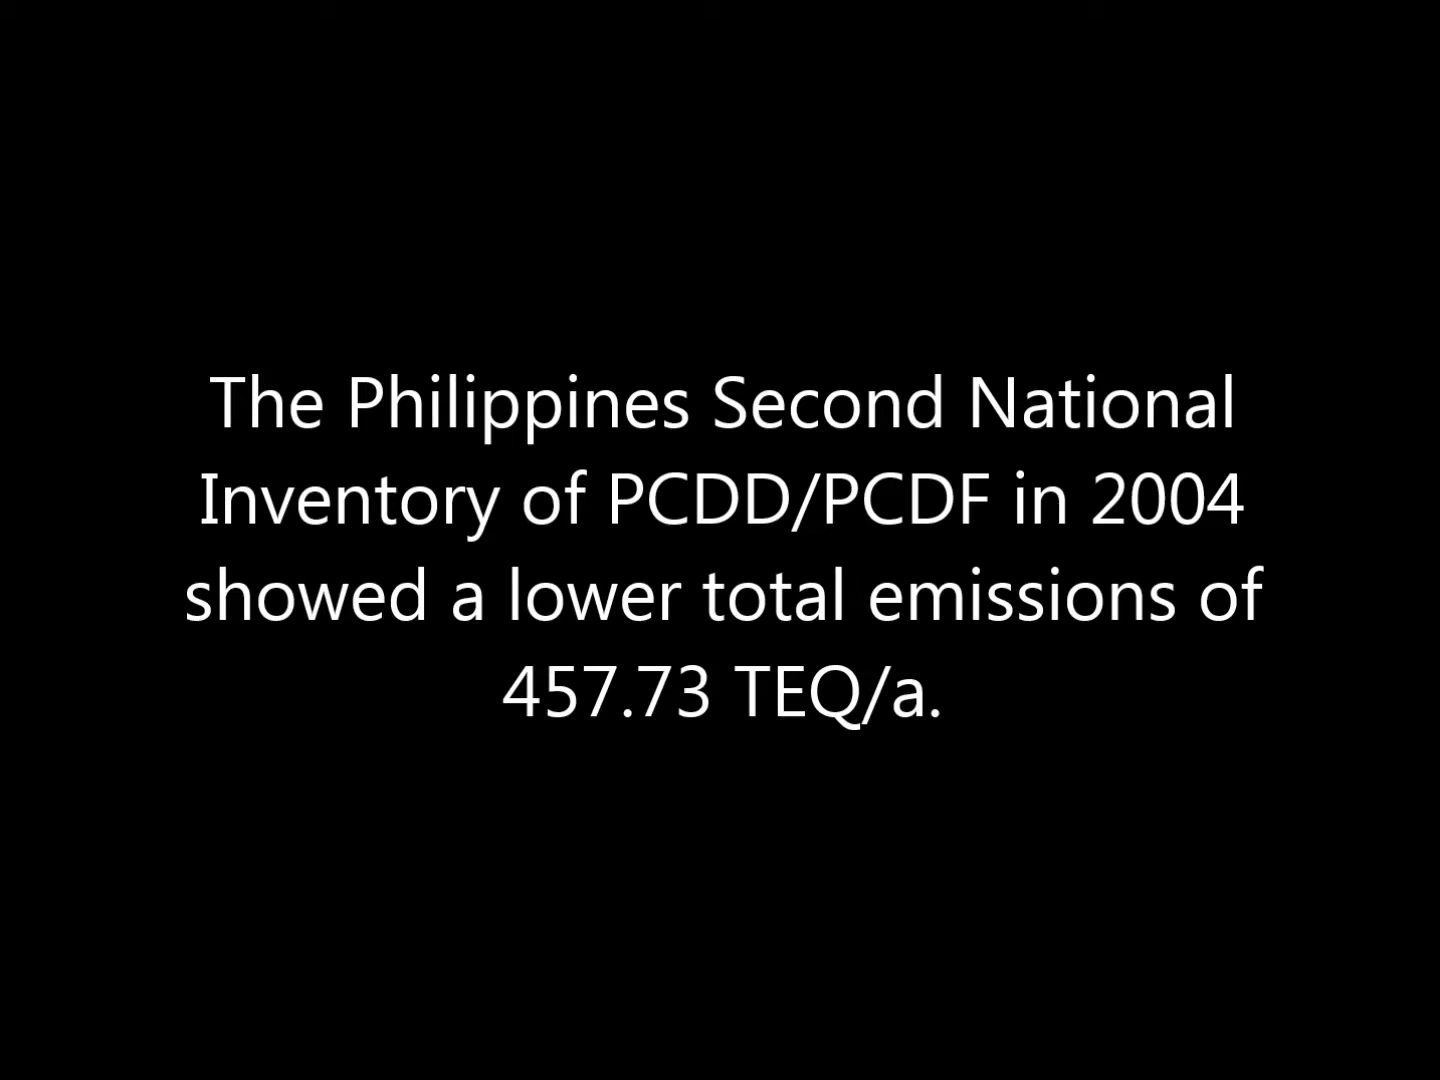 The Philippines Second National
Inventory of PCDD/PCDF in 2004
showed a lower total emissions of
457.73 TEQ/a.